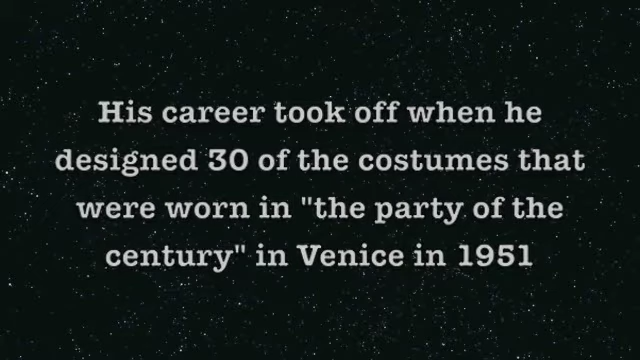 His career took off when he
designed 30 of the costumes that
were worn in "the party of the
century" in Venice in 1951